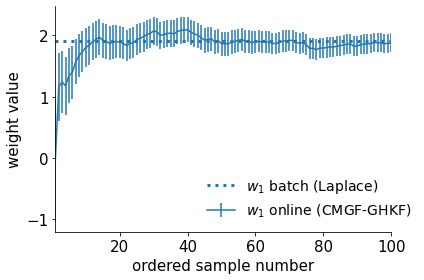 2
1
0
−1
weight value
w₁ batch (Laplace)
w₁ online (CMGF-GHKF)
20 40 60 80 100
ordered sample number